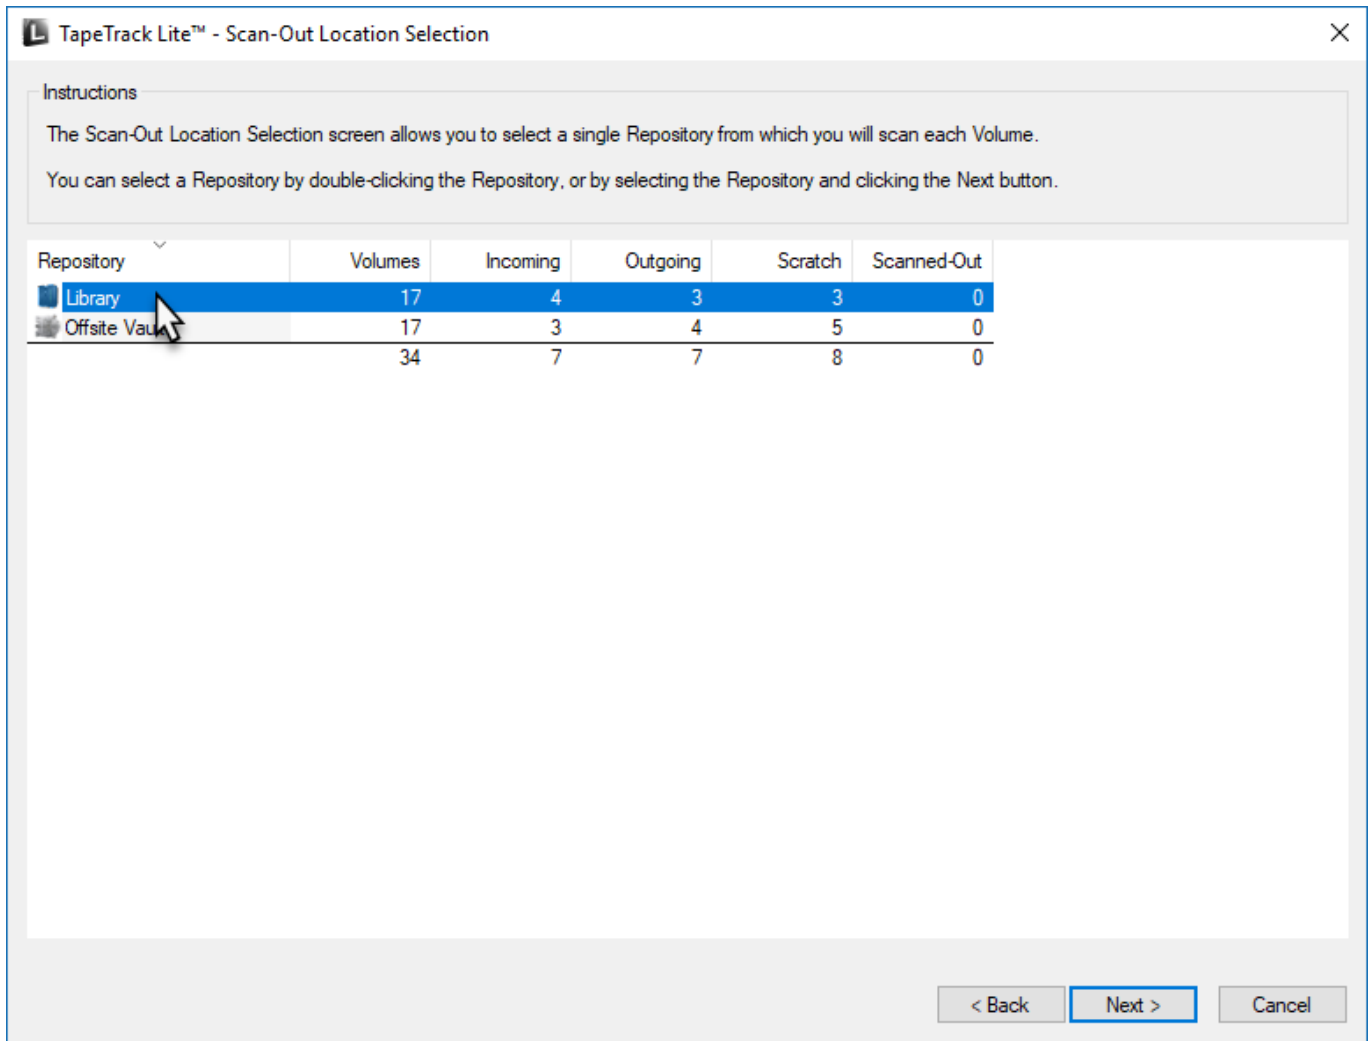 TapeTrack Lite™ - Scan-Out Location Selection
Instructions
The Scan-Out Location Selection screen allows you to select a single Repository from which you will scan each Volume.
You can select a Repository by double-clicking the Repository, or by selecting the Repository and clicking the Next button.
Repository Volumes Incoming Outgoing Scratch Scanned-Out
Library 17 4 3 3 0
Offsite 17 3 4 5 0
34 7 7 8 0
< Back Next > Cancel